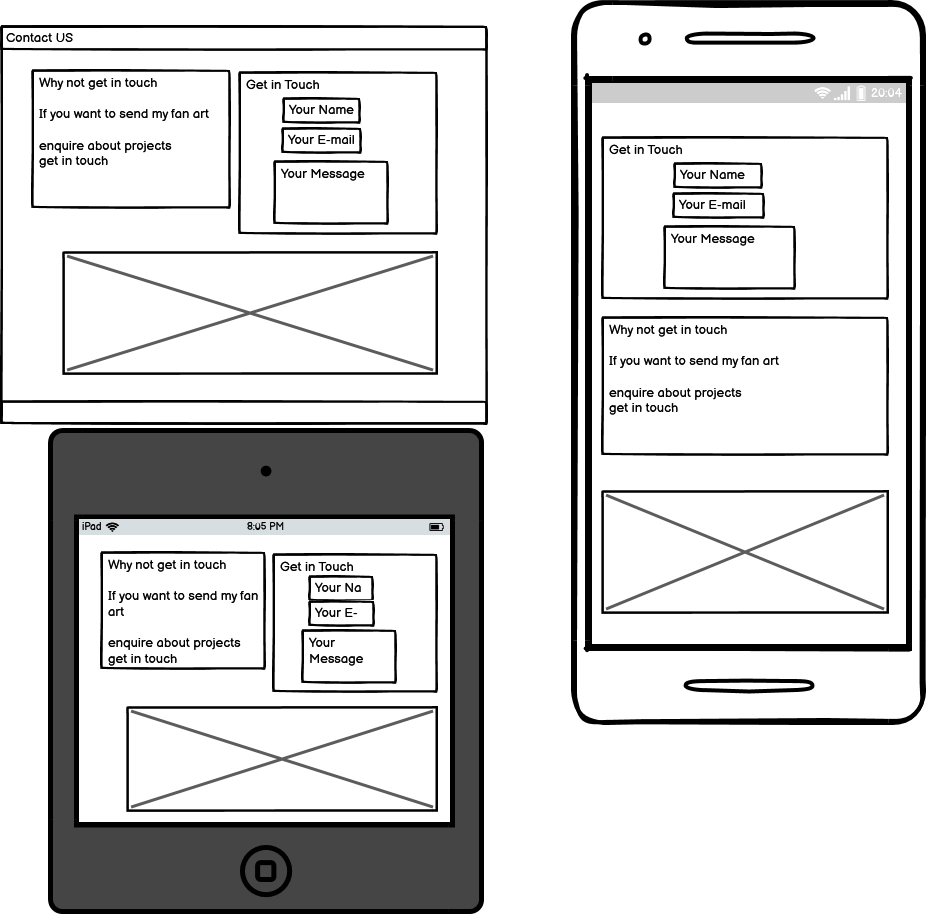 Contact US
Why not get in touch
If you want to send my fan art
enquire about projects
get in touch
Get in Touch
Your Name
Your E-mail
Your Message
20:04
Get in Touch
Your Name
Your E-mail
Your Message
Why not get in touch
If you want to send my fan art
enquire about projects
get in touch
iPad
8:05 PM
Why not get in touch
If you want to send my fan
art
enquire about projects
get in touch
Get in Touch
Your Na
Your E-
Your
Message